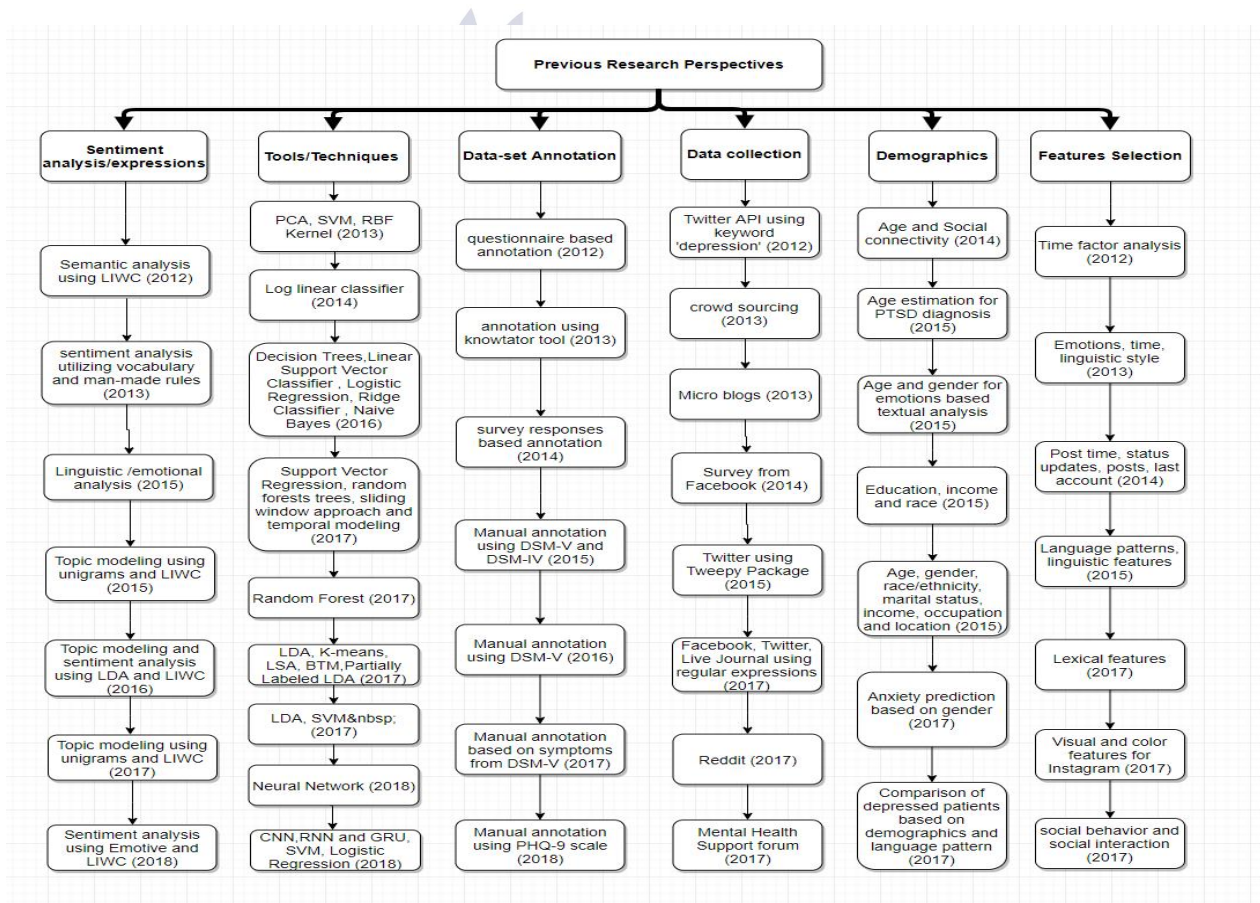 Previous Research Perspectives
Sentiment
analysis/expressions
Semantic analysis
using LIWC (2012)
sentiment analysis
utilizing vocabulary
and man-made rules
(2013)
Linguistic /emotional
analysis (2015)
Topic modeling using
unigrams and LIWC
(2015)
Topic modeling and
sentiment analysis
using LDA and LIWC
(2016)
Topic modeling using
unigrams and LIWC
(2017)
Sentiment analysis
using Emotive and
LIWC (2018)
Tools/Techniques
PCA, SVM, RBF
Kernel (2013)
Log linear classifier
(2014)
Decision Trees,Linear
Support Vector
Classifier , Logistic
Regression, Ridge
Classifier , Naive
Bayes (2016)
Support Vector
Regression, random
forests trees, sliding
window approach and
temporal modeling
(2017)
Random Forest (2017)
LDA, K-means,
LSA, BTM,Partially
Labeled LDA (2017)
LDA, SVM&nbsp;
(2017)
Neural Network (2018)
CNN,RNN and GRU,
SVM, Logistic
Regression (2018)
Data-set Annotation
questionnaire based
annotation (2012)
annotation using
knowtator tool (2013)
survey responses
based annotation
(2014)
Manual annotation
using DSM-V and
DSM-IV (2015)
Manual annotation
using DSM-V (2016)
Manual annotation
based on symptoms
from DSM-V (2017)
Manual annotation
using PHQ-9 scale
(2018)
Data collection
Twitter API using
keyword
'depression' (2012)
crowd sourcing
(2013)
Micro blogs (2013)
Survey from
Facebook (2014)
Twitter using
Tweepy Package
(2015)
Facebook, Twitter,
Live Journal using
regular expressions
(2017)
Reddit (2017)
Mental Health
Support forum
(2017)
Demographics
Age and Social
connectivity (2014)
Age estimation for
PTSD diagnosis
(2015)
Age and gender for
emotions based
textual analysis
(2015)
Education, income
and race (2015)
Age, gender,
race/ethnicity,
marital status,
income, occupation
and location (2015)
Anxiety prediction
based on gender
(2017)
Comparison of
depressed patients
based on
demographics and
language pattern
(2017)
Features Selection
Time factor analysis
(2012)
Emotions, time,
linguistic style
(2013)
Post time, status
updates, posts, last
account (2014)
Language patterns,
linguistic features
(2015)
Lexical features
(2017)
Visual and color
features for
Instagram (2017)
social behavior and
social interaction
(2017)